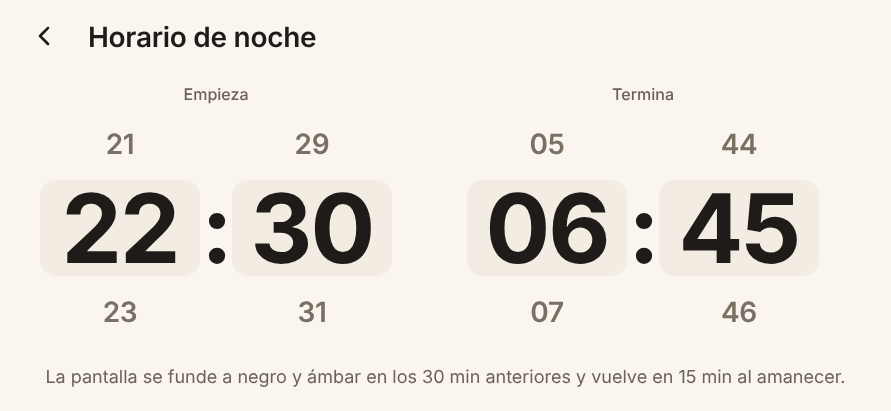 Horario de noche
Empieza Termina
21 29 05 44
22 : 30 06 : 45
23 31 07 46
La pantalla se funde a negro y ámbar en los 30 min anteriores y vuelve en 15 min al amanecer.